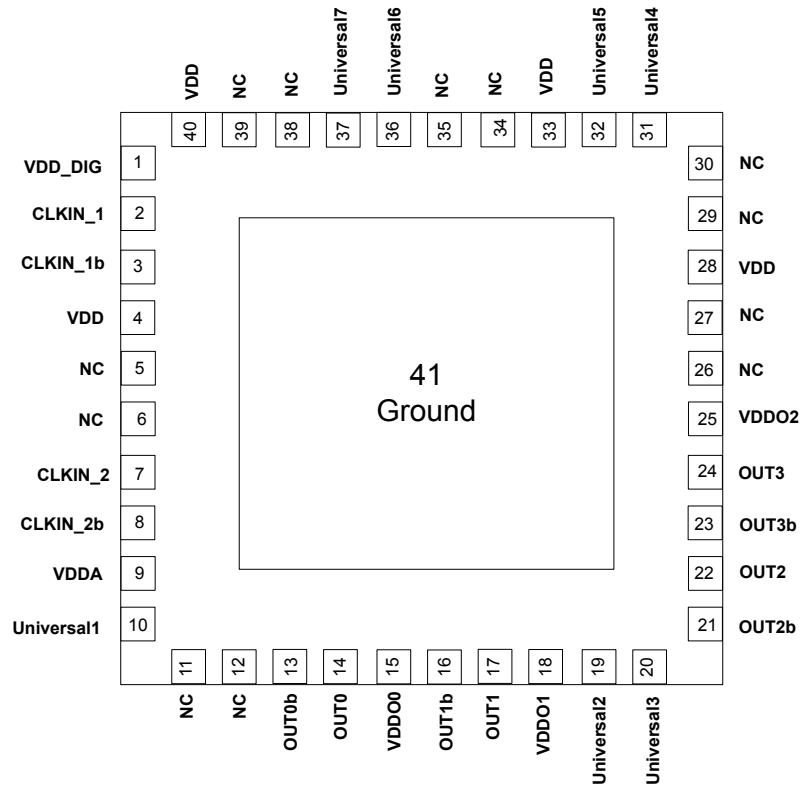 VDD
NC
NC
Universal7
Universal6
NC
NC
VDD
Universal5
Universal4
40
39
38
37
36
35
34
33
32
31
VDD_DIG 1
CLKIN_1 2
CLKIN_1b 3
VDD 4
NC 5
NC 6
CLKIN_2 7
CLKIN_2b 8
VDDA 9
Universal1 10
41
Ground
30 NC
29 NC
28 VDD
27 NC
26 NC
25 VDDO2
24 OUT3
23 OUT3b
22 OUT2
21 OUT2b
11
12
13
14
15
16
17
18
19
20
NC
NC
OUT0b
OUT0
VDDO0
OUT1b
OUT1
VDDO1
Universal2
Universal3